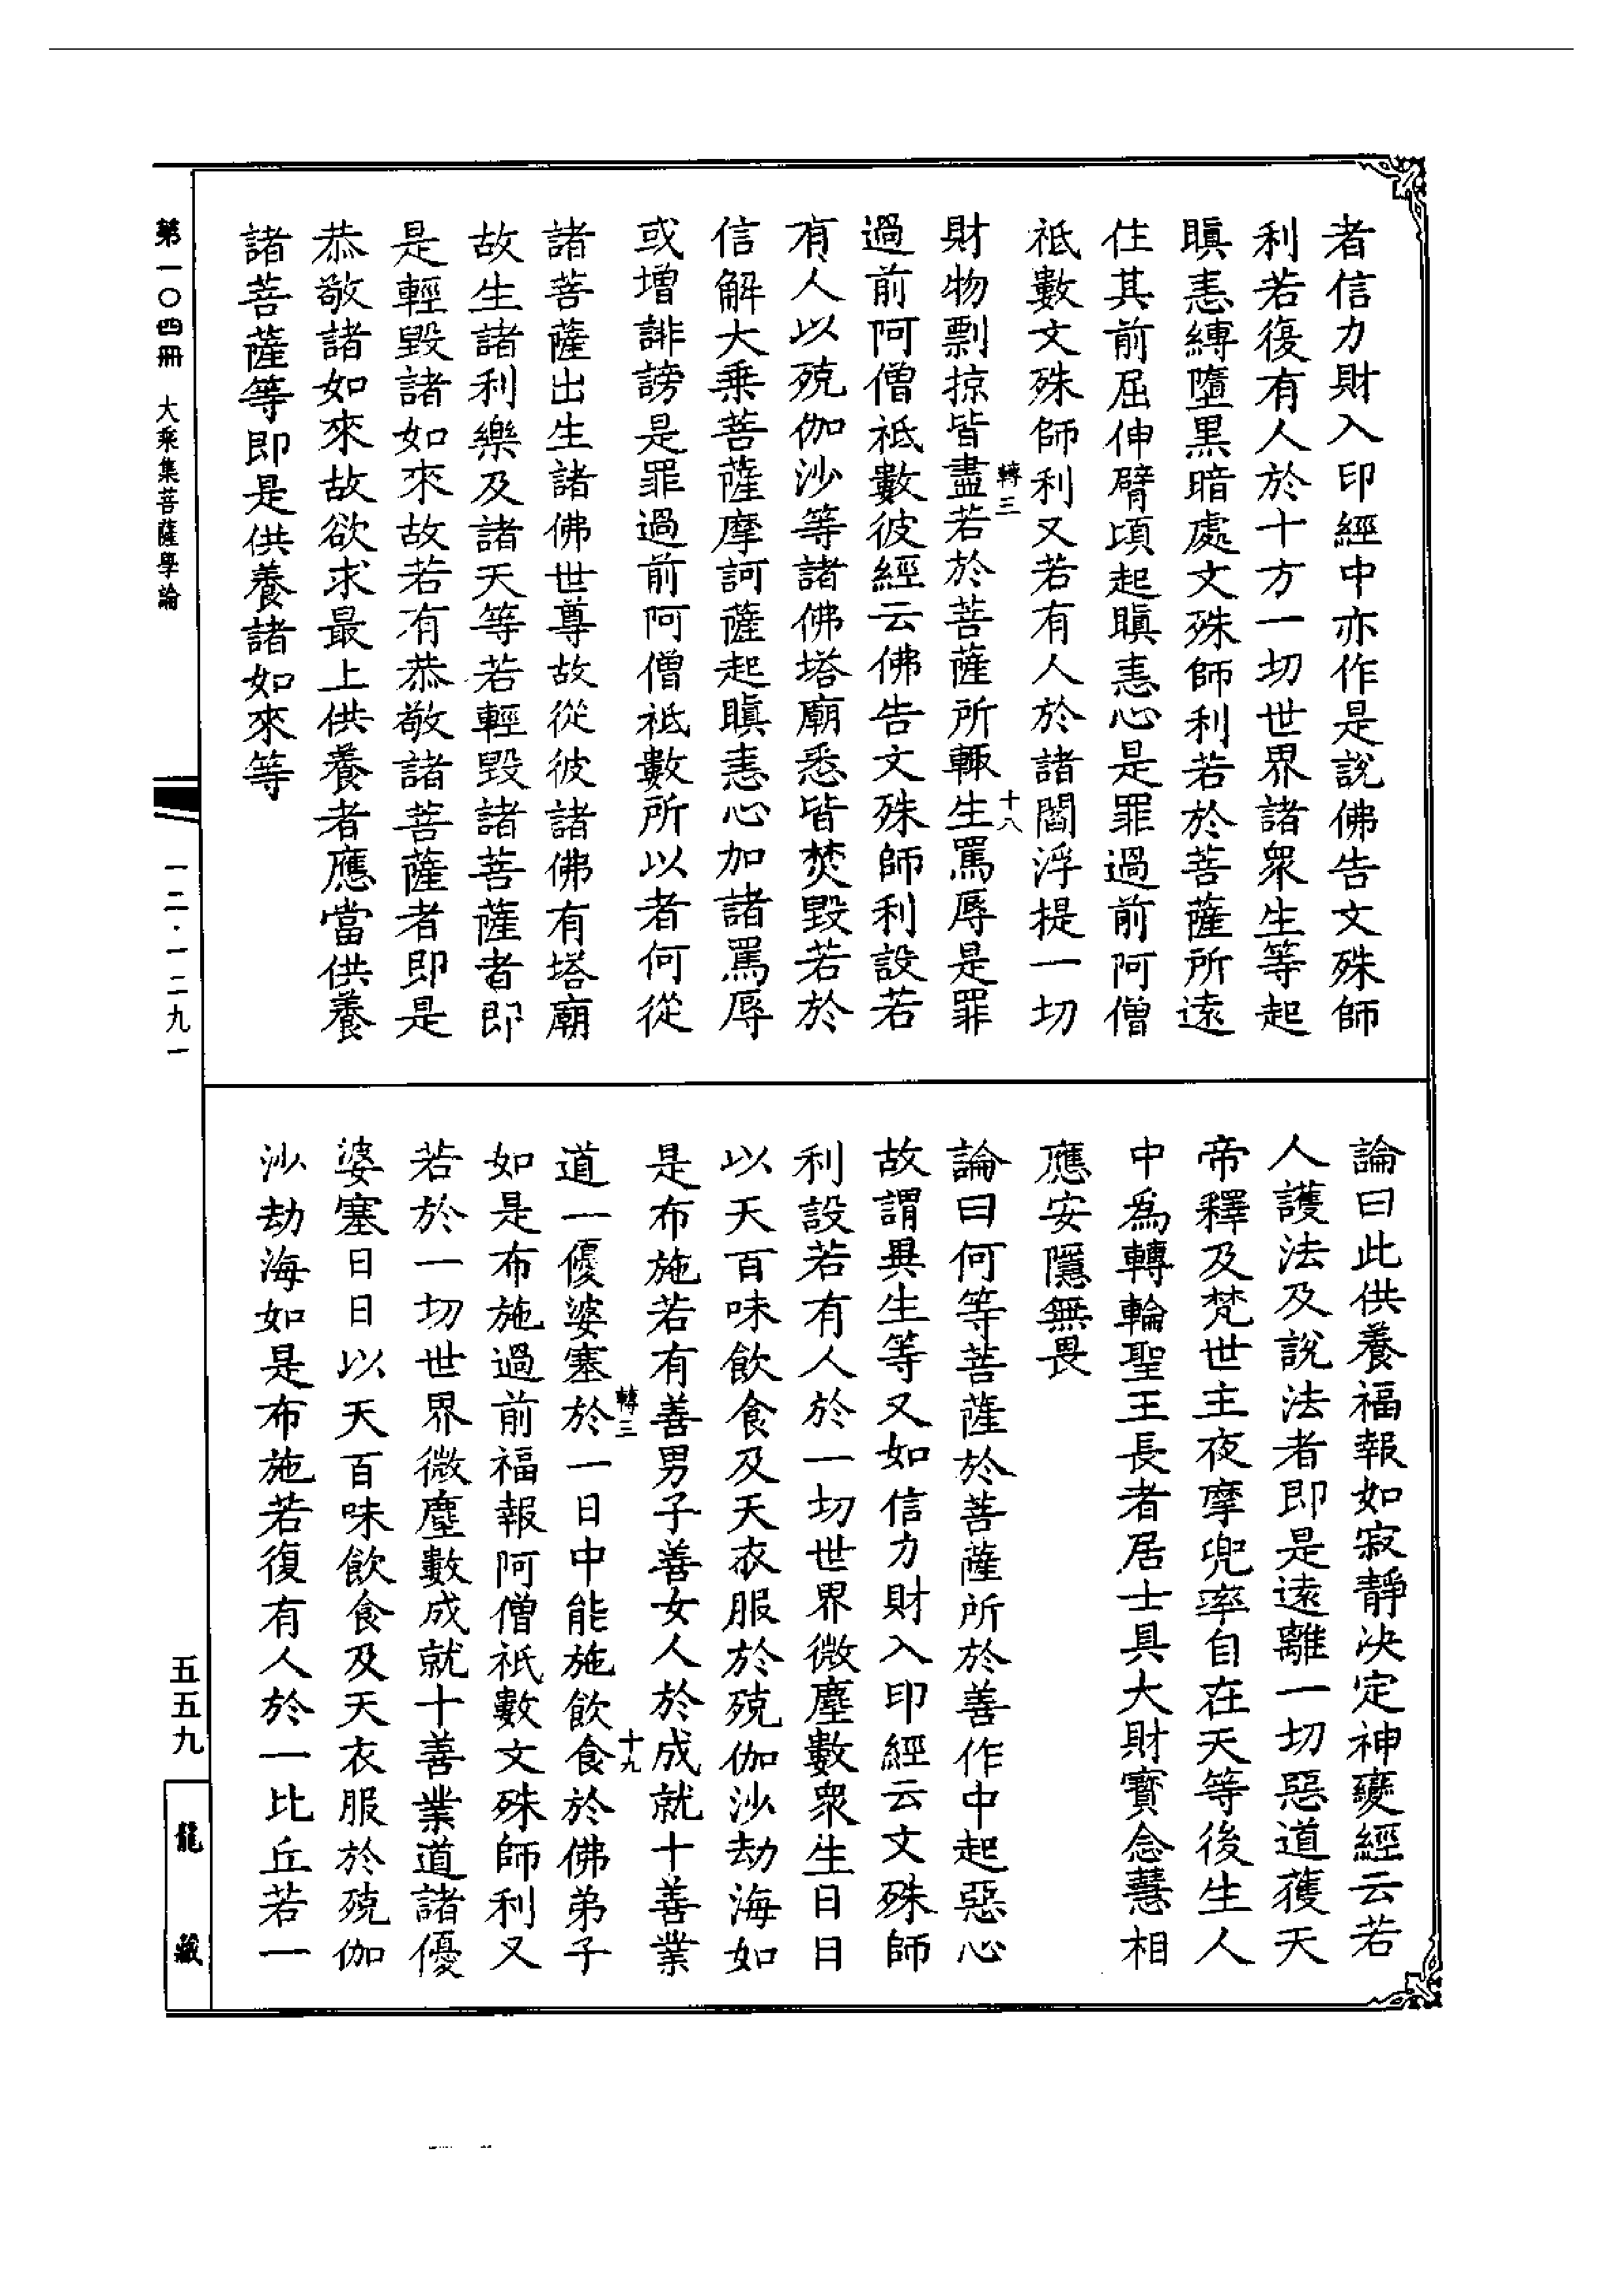 者信力財入印經中亦作是說佛告文殊師
利若復有人於十方一切世界諸衆生等起
瞋恚縛墮黑暗處文殊師利若於菩薩所遠
住其前屈伸臂頃起瞋恚心是罪過前阿僧
祇數文殊師利又若有人於諸閻浮提一切
轉三
十八
財物剽掠皆盡若於菩薩所輒生罵辱是罪
過前阿僧祇數彼經云佛告文殊師利設若
有人以殑伽沙等諸佛塔廟悉皆焚毀若於
信解大乘菩薩摩訶薩起瞋恚心加諸罵辱
或增誹謗是罪過前阿僧祇數所以者何從
諸菩薩出生諸佛世尊故從彼諸佛有塔廟
故生諸利樂及諸天等若輕毀諸菩薩者即
是輕毀諸如來故若有恭敬諸菩薩者即是
恭敬諸如來故欲求最上供養者應當供養
諸菩薩等即是供養諸如來等
論曰此供養福報如寂靜決定神變經云若
人護法及說法者即是遠離一切惡道獲天
帝釋及梵世主夜摩兜率自在天等後生人
中爲轉輪聖王長者居士具大財寶念慧相
應安隱無畏
論曰何等菩薩於菩薩所於善作中起惡心
故謂異生等又如信力財入印經云文殊師
利設若有人於一切世界微塵數衆生日日
以天百味飲食及天衣服於殑伽沙劫海如
是布施若有善男子善女人於成就十善業
轉三
十九
道一優婆塞於一日中能施飲食於佛弟子
如是布施過前福報阿僧祇數文殊師利又
若於一切世界微塵數成就十善業道諸優
婆塞日日以天百味飲食及天衣服於殑伽
沙劫海如是布施若復有人於一比丘若一
第一〇四冊 大乘集菩薩學論
一二·一二九一
五五九
龍藏